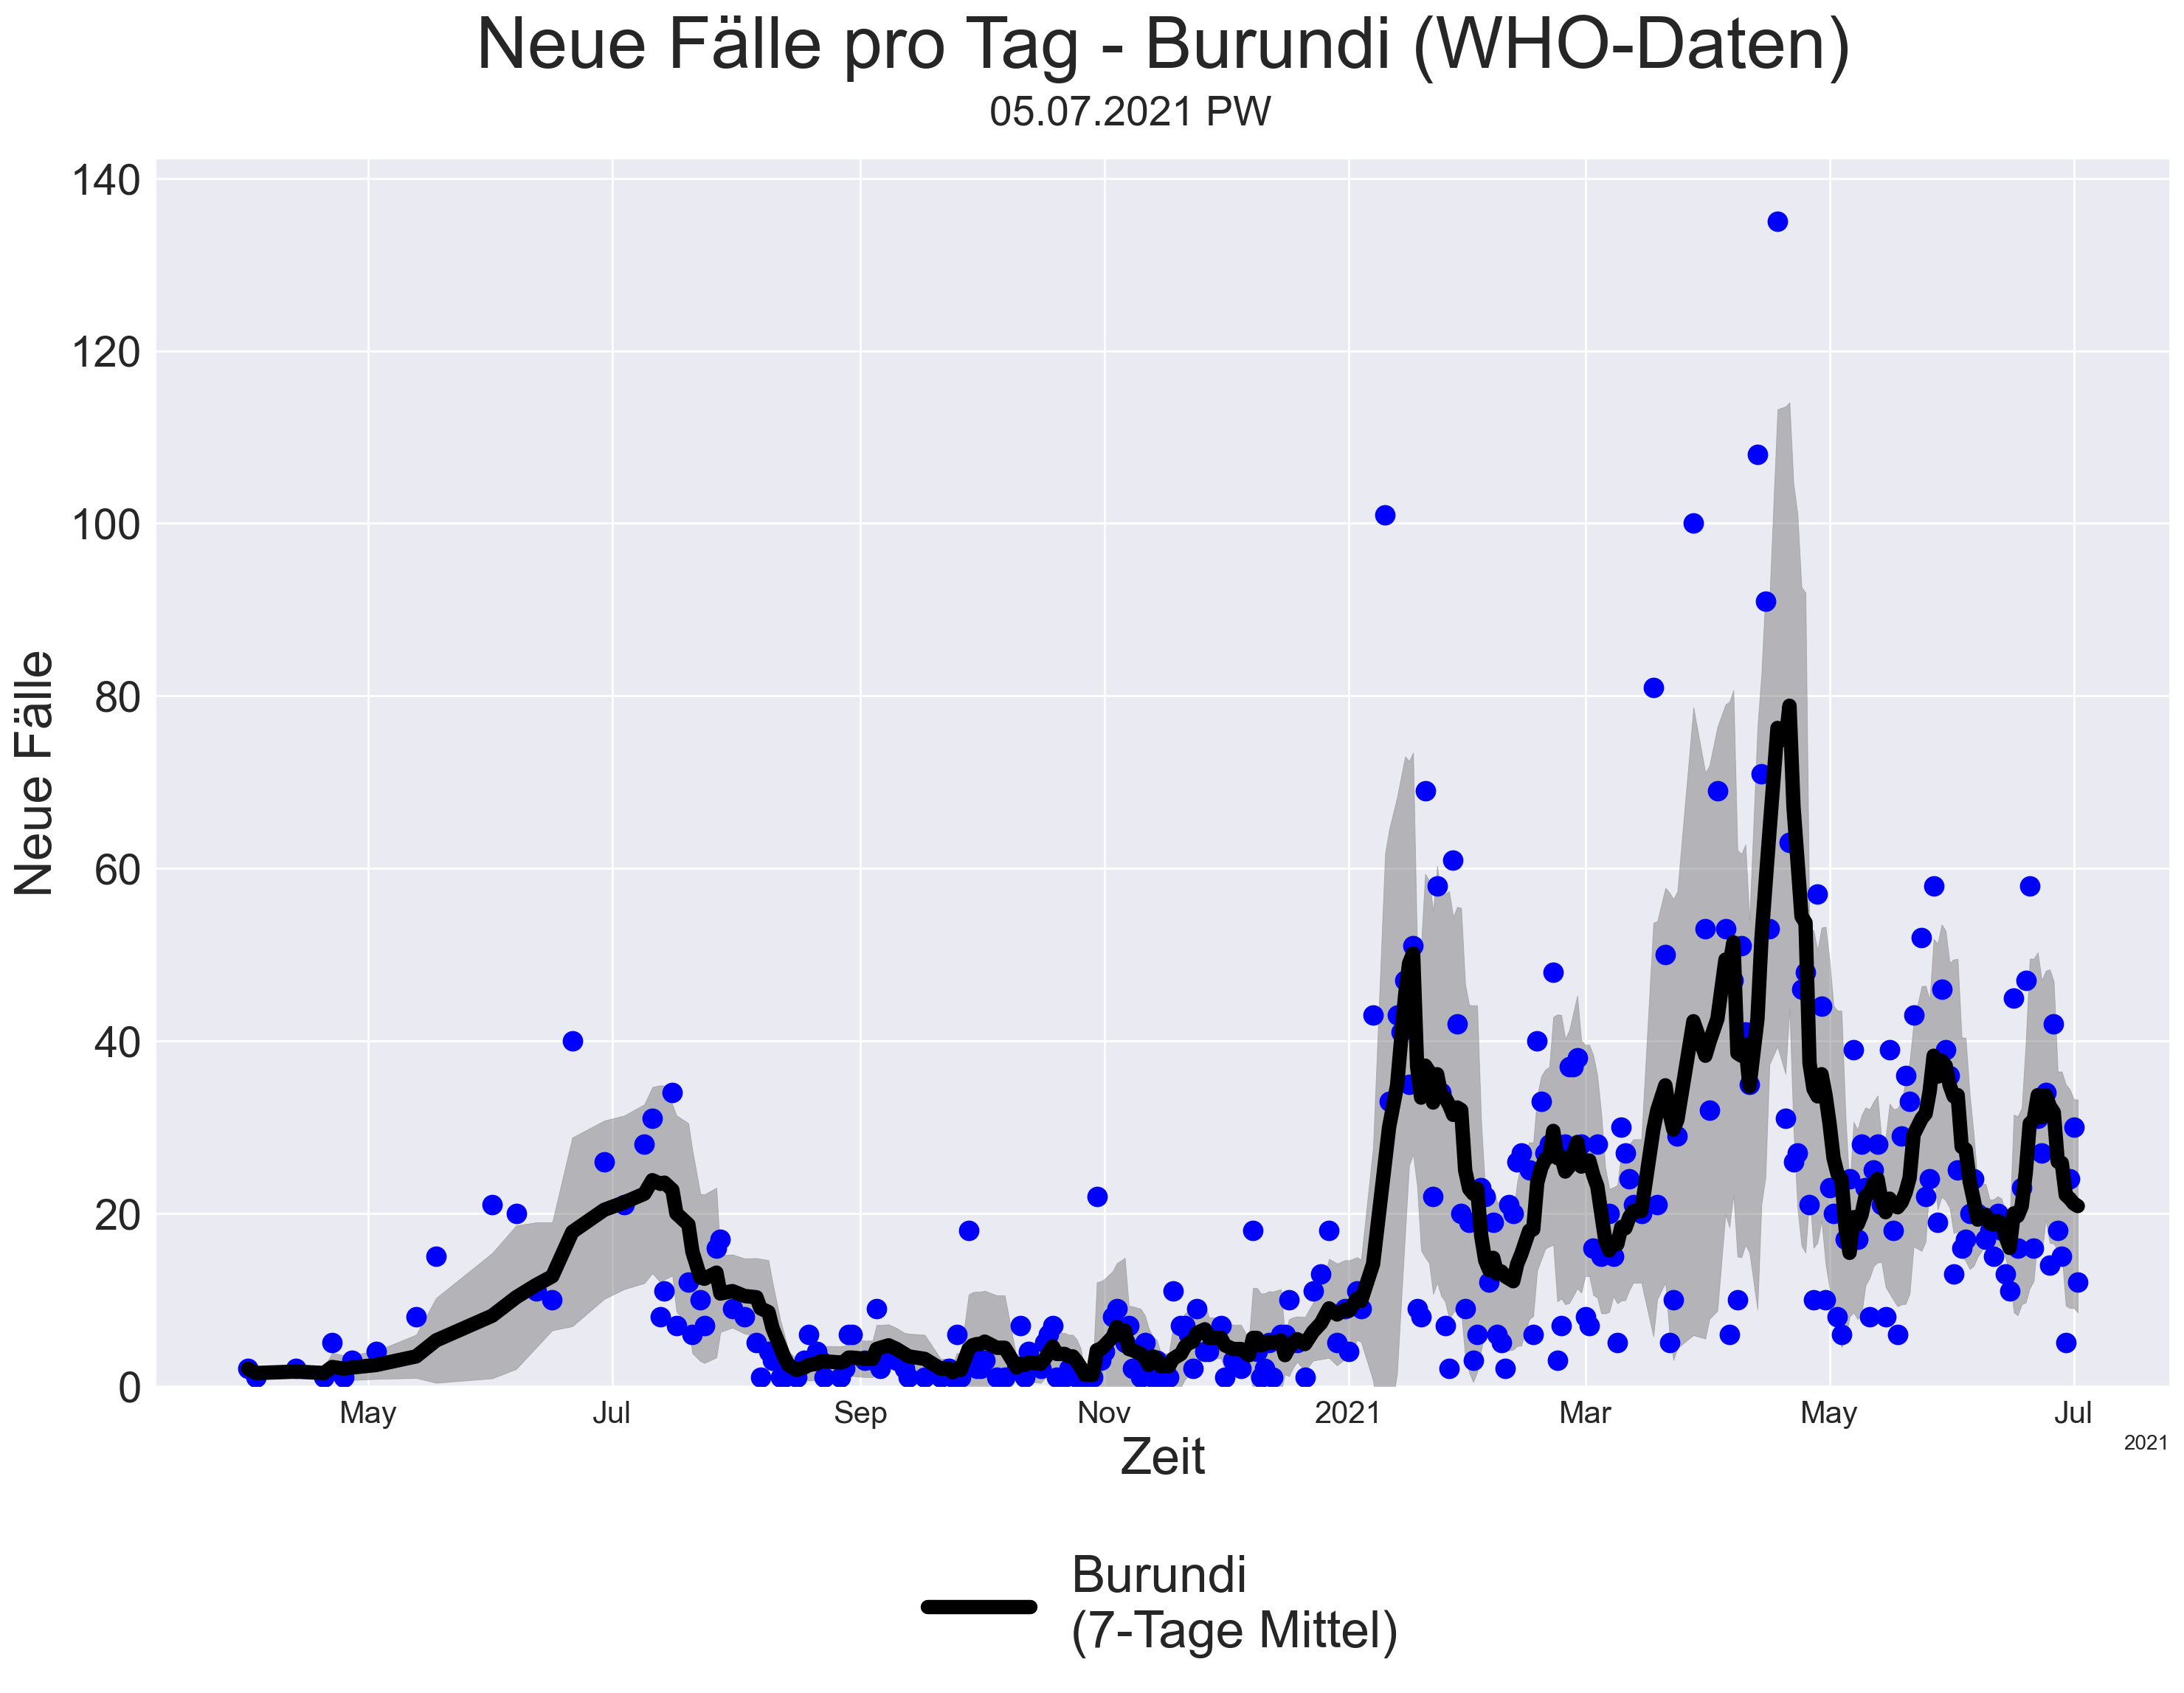 Neue Fälle pro Tag - Burundi (WHO-Daten)
05.07.2021 PW
140
120
100
80
60
40
20
0
Neue Fälle
May Jul Sep Nov 2021 Mar May Jul
2021
Zeit
Burundi
(7-Tage Mittel)